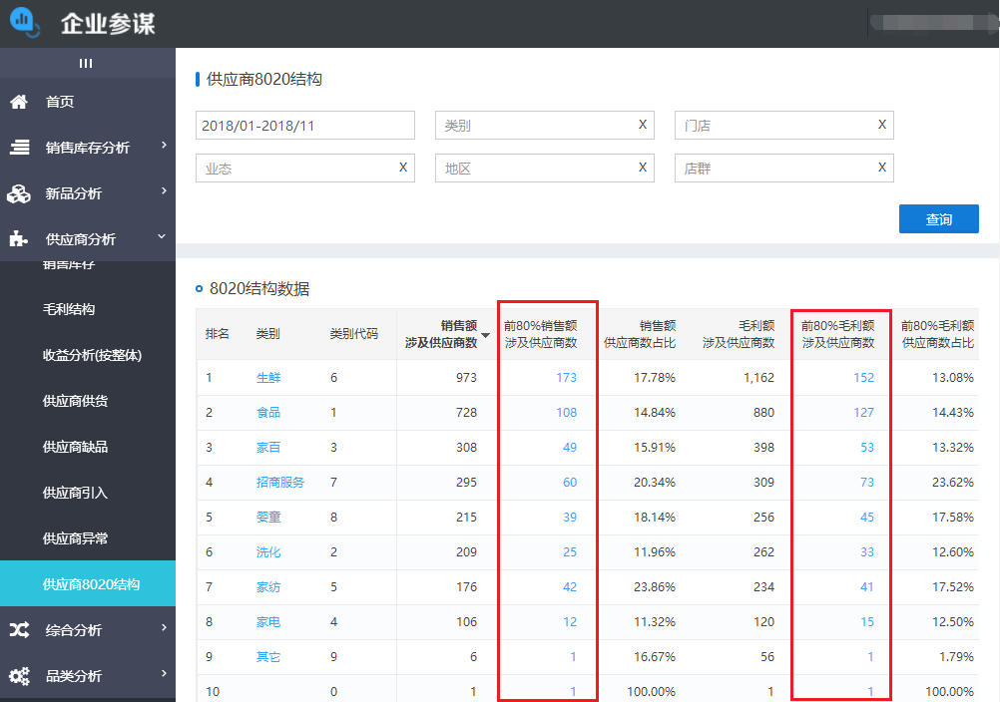 企业参谋
首页
销售库存分析
新品分析
供应商分析
销售库存
毛利结构
收益分析(按整体)
供应商供货
供应商缺品
供应商引入
供应商异常
供应商8020结构
综合分析
品类分析
供应商8020结构
2018/01-2018/11 类别 X 门店 X
业态 X 地区 X 店群 X
查询
8020结构数据
排名 类别 类别代码 销售额 涉及供应商数 前80%销售额 涉及供应商数 销售额 供应商数占比 毛利额 涉及供应商数 前80%毛利额 涉及供应商数 前80%毛利额 供应商数占比
1 生鲜 6 973 173 17.78% 1,162 152 13.08%
2 食品 1 728 108 14.84% 880 127 14.43%
3 家百 3 308 49 15.91% 398 53 13.32%
4 招商服务 7 295 60 20.34% 309 73 23.62%
5 婴童 8 215 39 18.14% 256 45 17.58%
6 洗化 2 209 25 11.96% 262 33 12.60%
7 家纺 5 176 42 23.86% 234 41 17.52%
8 家电 4 106 12 11.32% 120 15 12.50%
9 其它 9 6 1 16.67% 56 1 1.79%
10 0 1 1 100.00% 1 1 100.00%